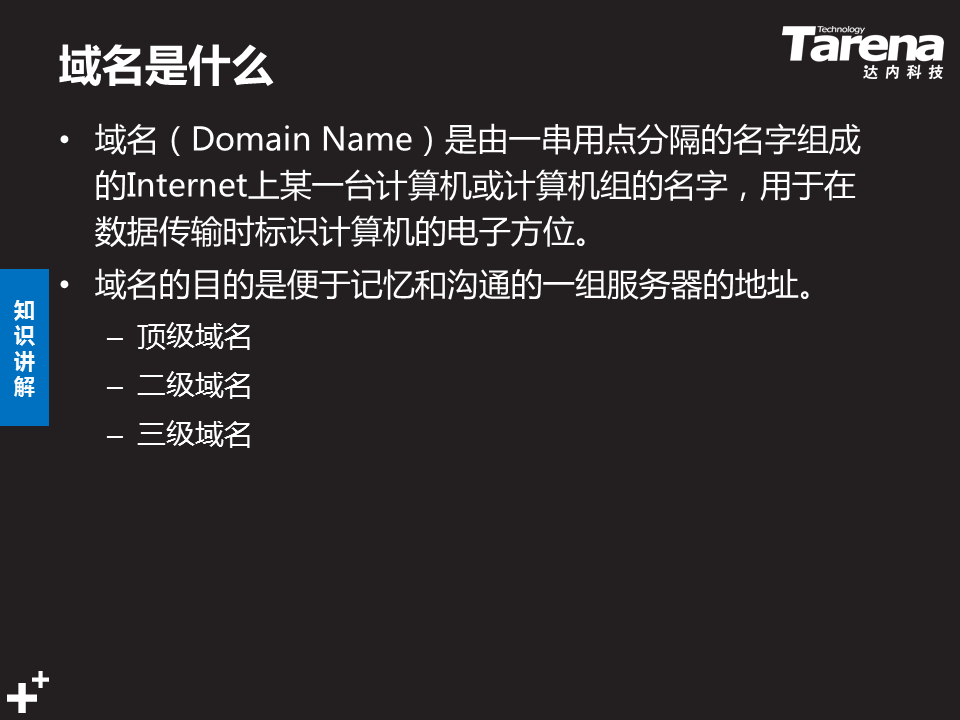 域名是什么
Technology
Tarena
达内科技
• 域名（Domain Name）是由一串用点分隔的名字组成
的Internet上某一台计算机或计算机组的名字，用于在
数据传输时标识计算机的电子方位。
• 域名的目的是便于记忆和沟通的一组服务器的地址。
– 顶级域名
– 二级域名
– 三级域名
知
识
讲
解